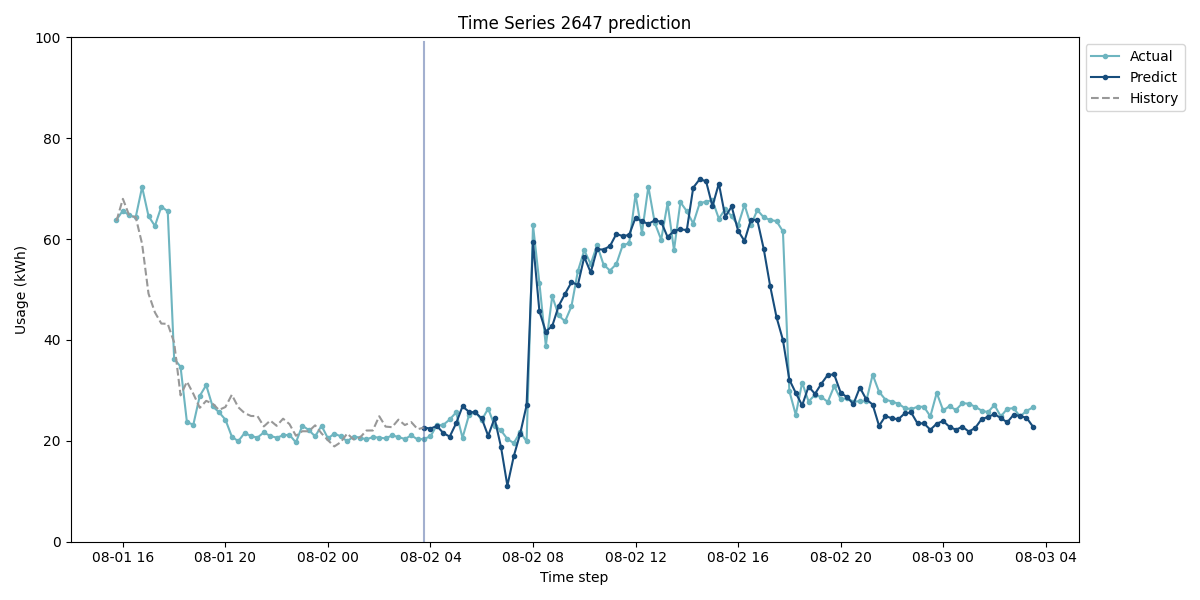 Time Series 2647 prediction
100
80
60
40
20
0
Usage (kWh)
08-01 16
08-01 20
08-02 00
08-02 04
08-02 08
08-02 12
08-02 16
08-02 20
08-03 00
08-03 04
Time step
Actual
Predict
History